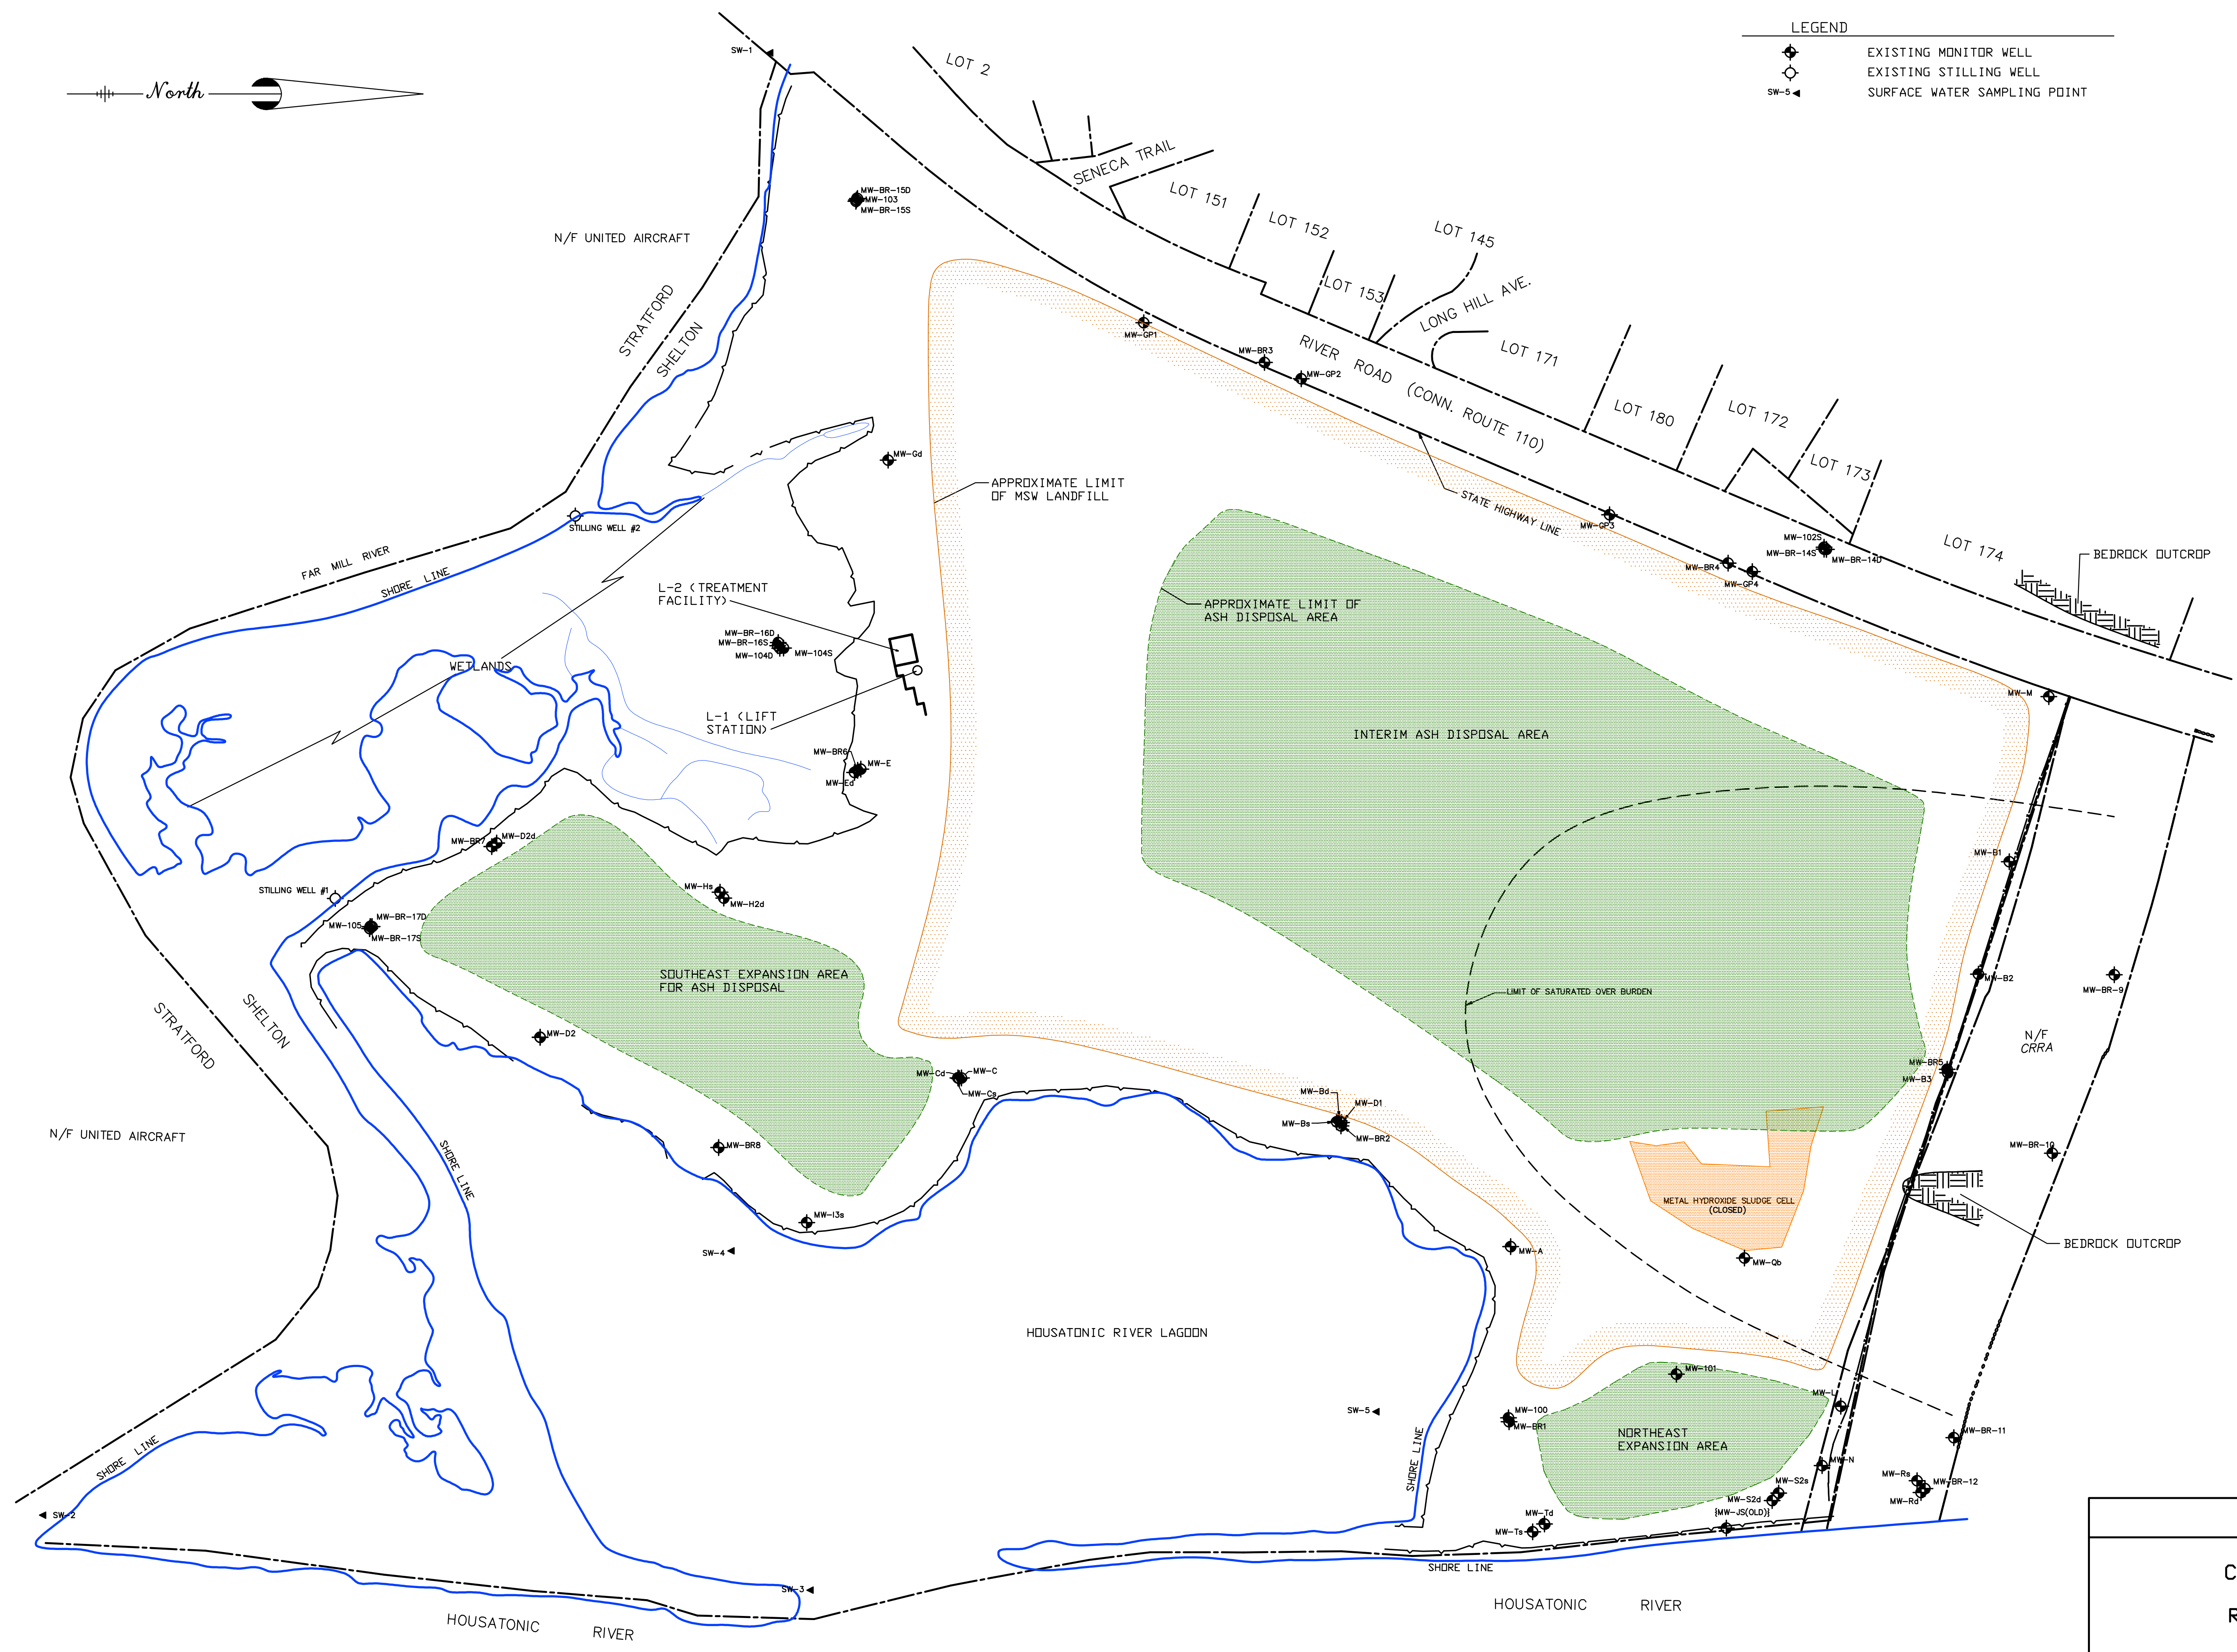 LEGEND
EXISTING MONITOR WELL
EXISTING STILLING WELL
SW-5
SURFACE WATER SAMPLING POINT
North
SW-1
LOT 2
SENECA TRAIL
LOT 151
LOT 152
LOT 153
LOT 145
LONG HILL AVE.
LOT 171
LOT 180
LOT 172
LOT 173
LOT 174
RIVER ROAD (CONN. ROUTE 110)
STATE HIGHWAY LINE
BEDROCK OUTCROP
MW-BR-15D
MW-103
MW-BR-15S
N/F UNITED AIRCRAFT
STRATFORD
SHELTON
MW-GP1
MW-BR3
MW-GP2
MW-Gd
APPROXIMATE LIMIT
OF MSW LANDFILL
MW-GP3
MW-102S
MW-BR-14S
MW-BR-14D
MW-BR4
MW-GP4
STILLING WELL #2
FAR MILL RIVER
SHORE LINE
L-2 (TREATMENT
FACILITY)
APPROXIMATE LIMIT OF
ASH DISPOSAL AREA
MW-BR-16D
MW-BR-16S
MW-104D
MW-104S
WETLANDS
L-1 (LIFT
STATION)
MW-M
INTERIM ASH DISPOSAL AREA
MW-BR6
MW-E
MW-Ed
MW-BR7
MW-D2d
MW-B1
STILLING WELL #1
MW-Hs
MW-H2d
MW-105
MW-BR-17D
MW-BR-17S
SOUTHEAST EXPANSION AREA
FOR ASH DISPOSAL
LIMIT OF SATURATED OVER BURDEN
MW-B2
MW-BR-9
STRATFORD
SHELTON
MW-D2
N/F
CRRA
MW-Cd
MW-C
MW-Cs
MW-BR5
MW-B3
MW-Bd
MW-D1
MW-Bs
MW-BR2
N/F UNITED AIRCRAFT
SHORE LINE
MW-BR8
MW-BR-10
METAL HYDROXIDE SLUDGE CELL
(CLOSED)
MW-I3s
SW-4
MW-A
MW-Qb
BEDROCK OUTCROP
HOUSATONIC RIVER LAGOON
MW-101
MW-L
SW-5
MW-100
MW-BR1
NORTHEAST
EXPANSION AREA
MW-BR-11
SHORE LINE
SHORE LINE
MW-N
MW-S2s
MW-S2d
MW-Rs
MW-BR-12
MW-Rd
{MW-JS(OLD)}
MW-Td
MW-Ts
SW-2
SHORE LINE
SW-3
HOUSATONIC RIVER
HOUSATONIC RIVER
C
R